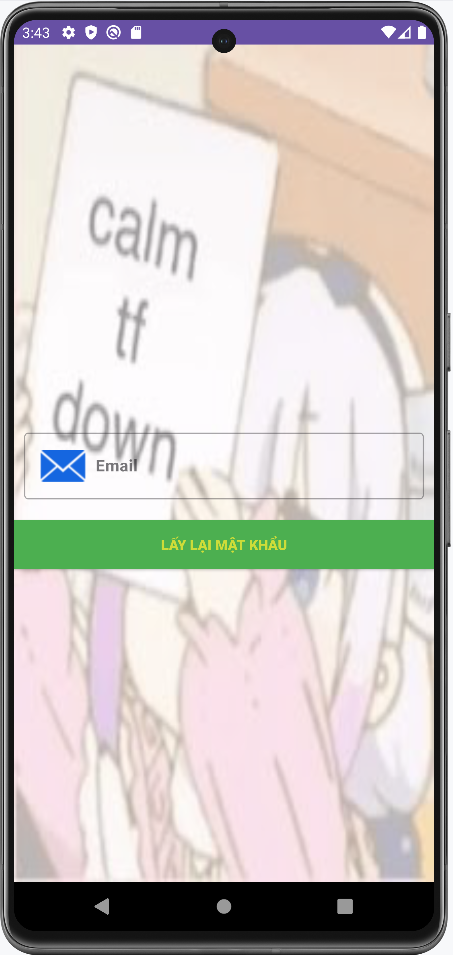 3:43
calm
tf
down
Email
LẤY LẠI MẬT KHẨU